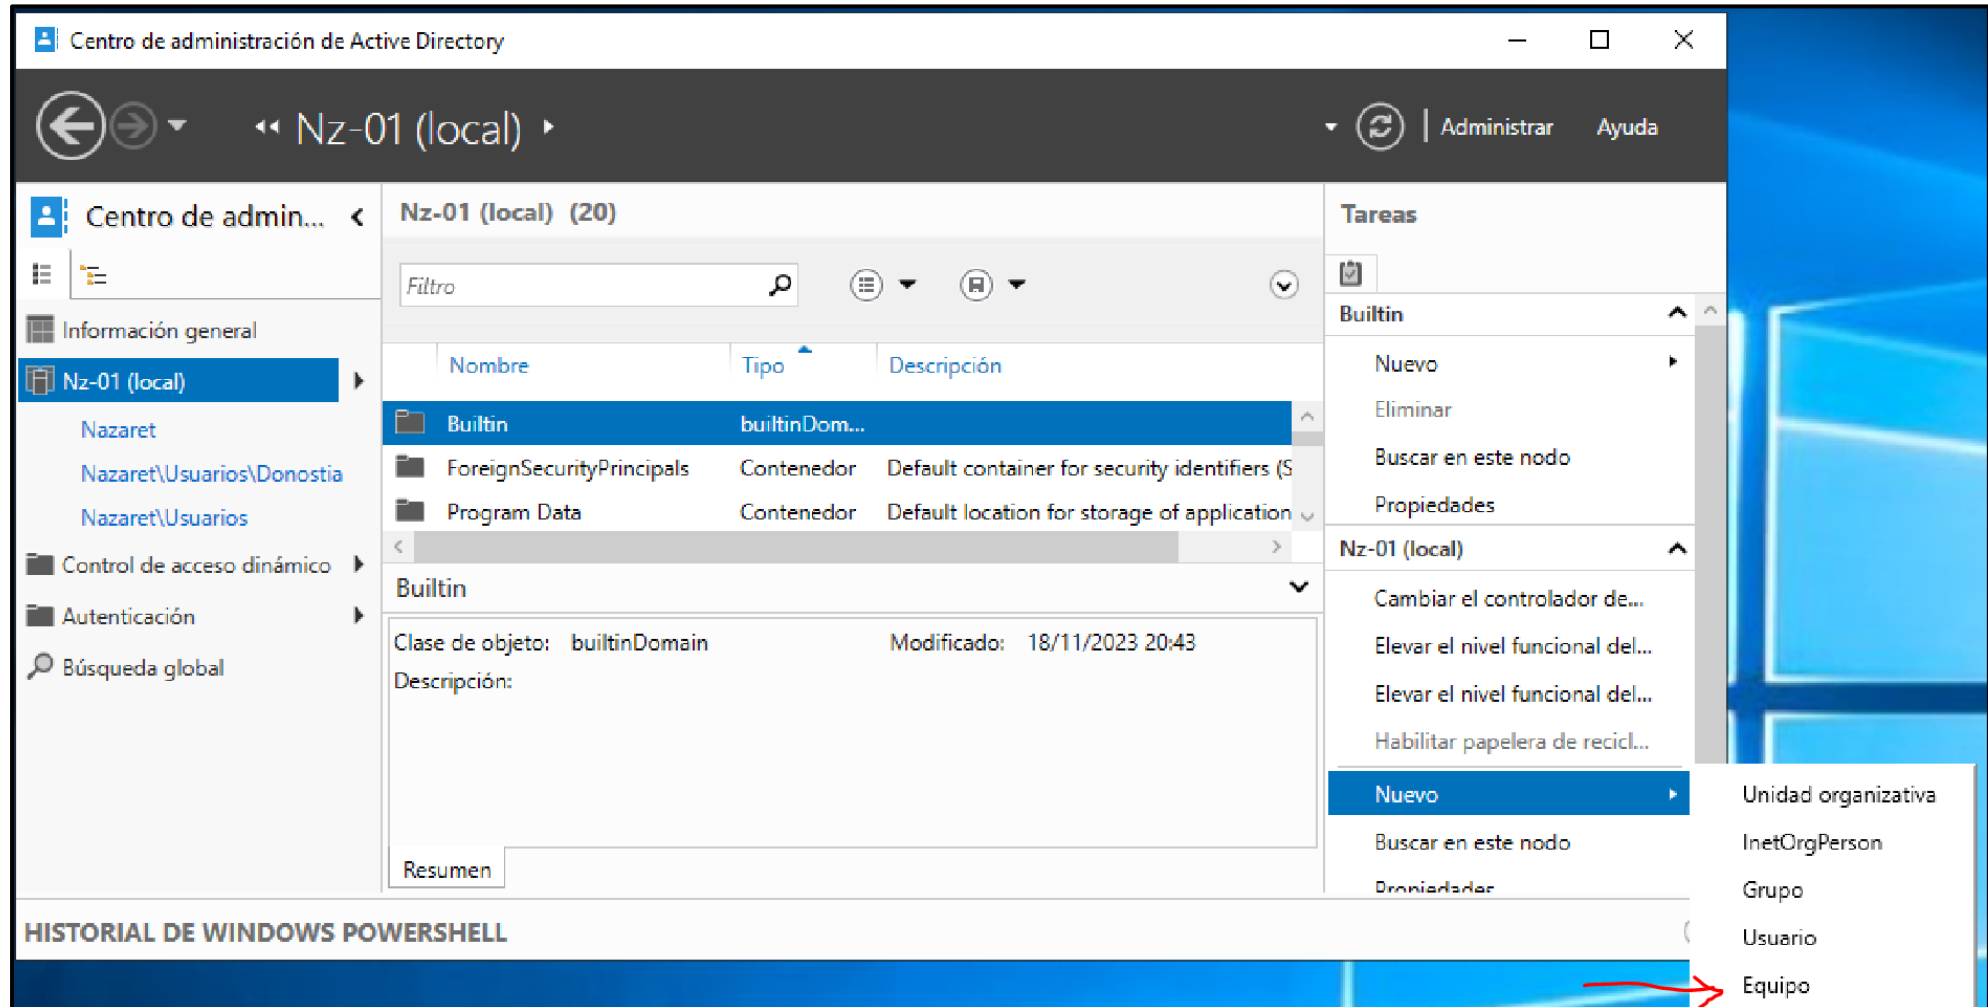 Centro de administración de Active Directory
Nz-01 (local)
Administrar
Ayuda
Centro de admin...
Información general
Nz-01 (local)
Nazaret
Nazaret\Usuarios\Donostia
Nazaret\Usuarios
Control de acceso dinámico
Autenticación
Búsqueda global
Nz-01 (local) (20)
Filtro
Nombre Tipo Descripción
Builtin builtinDom...
ForeignSecurityPrincipals Contenedor Default container for security identifiers (S
Program Data Contenedor Default location for storage of application
Builtin
Clase de objeto: builtinDomain Modificado: 18/11/2023 20:43
Descripción:
Resumen
Tareas
Builtin
Nuevo
Eliminar
Buscar en este nodo
Propiedades
Nz-01 (local)
Cambiar el controlador de...
Elevar el nivel funcional del...
Elevar el nivel funcional del...
Habilitar papelera de recicl...
Nuevo
Buscar en este nodo
Propiedades
Unidad organizativa
InetOrgPerson
Grupo
Usuario
Equipo
HISTORIAL DE WINDOWS POWERSHELL